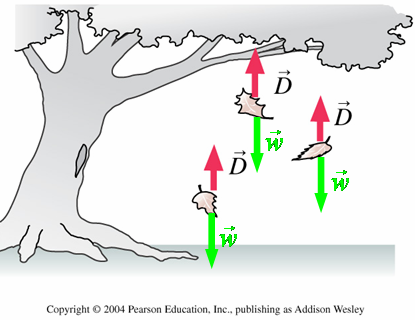 D⃗
w⃗
D⃗
w⃗
D⃗
w⃗
Copyright © 2004 Pearson Education, Inc., publishing as Addison Wesley